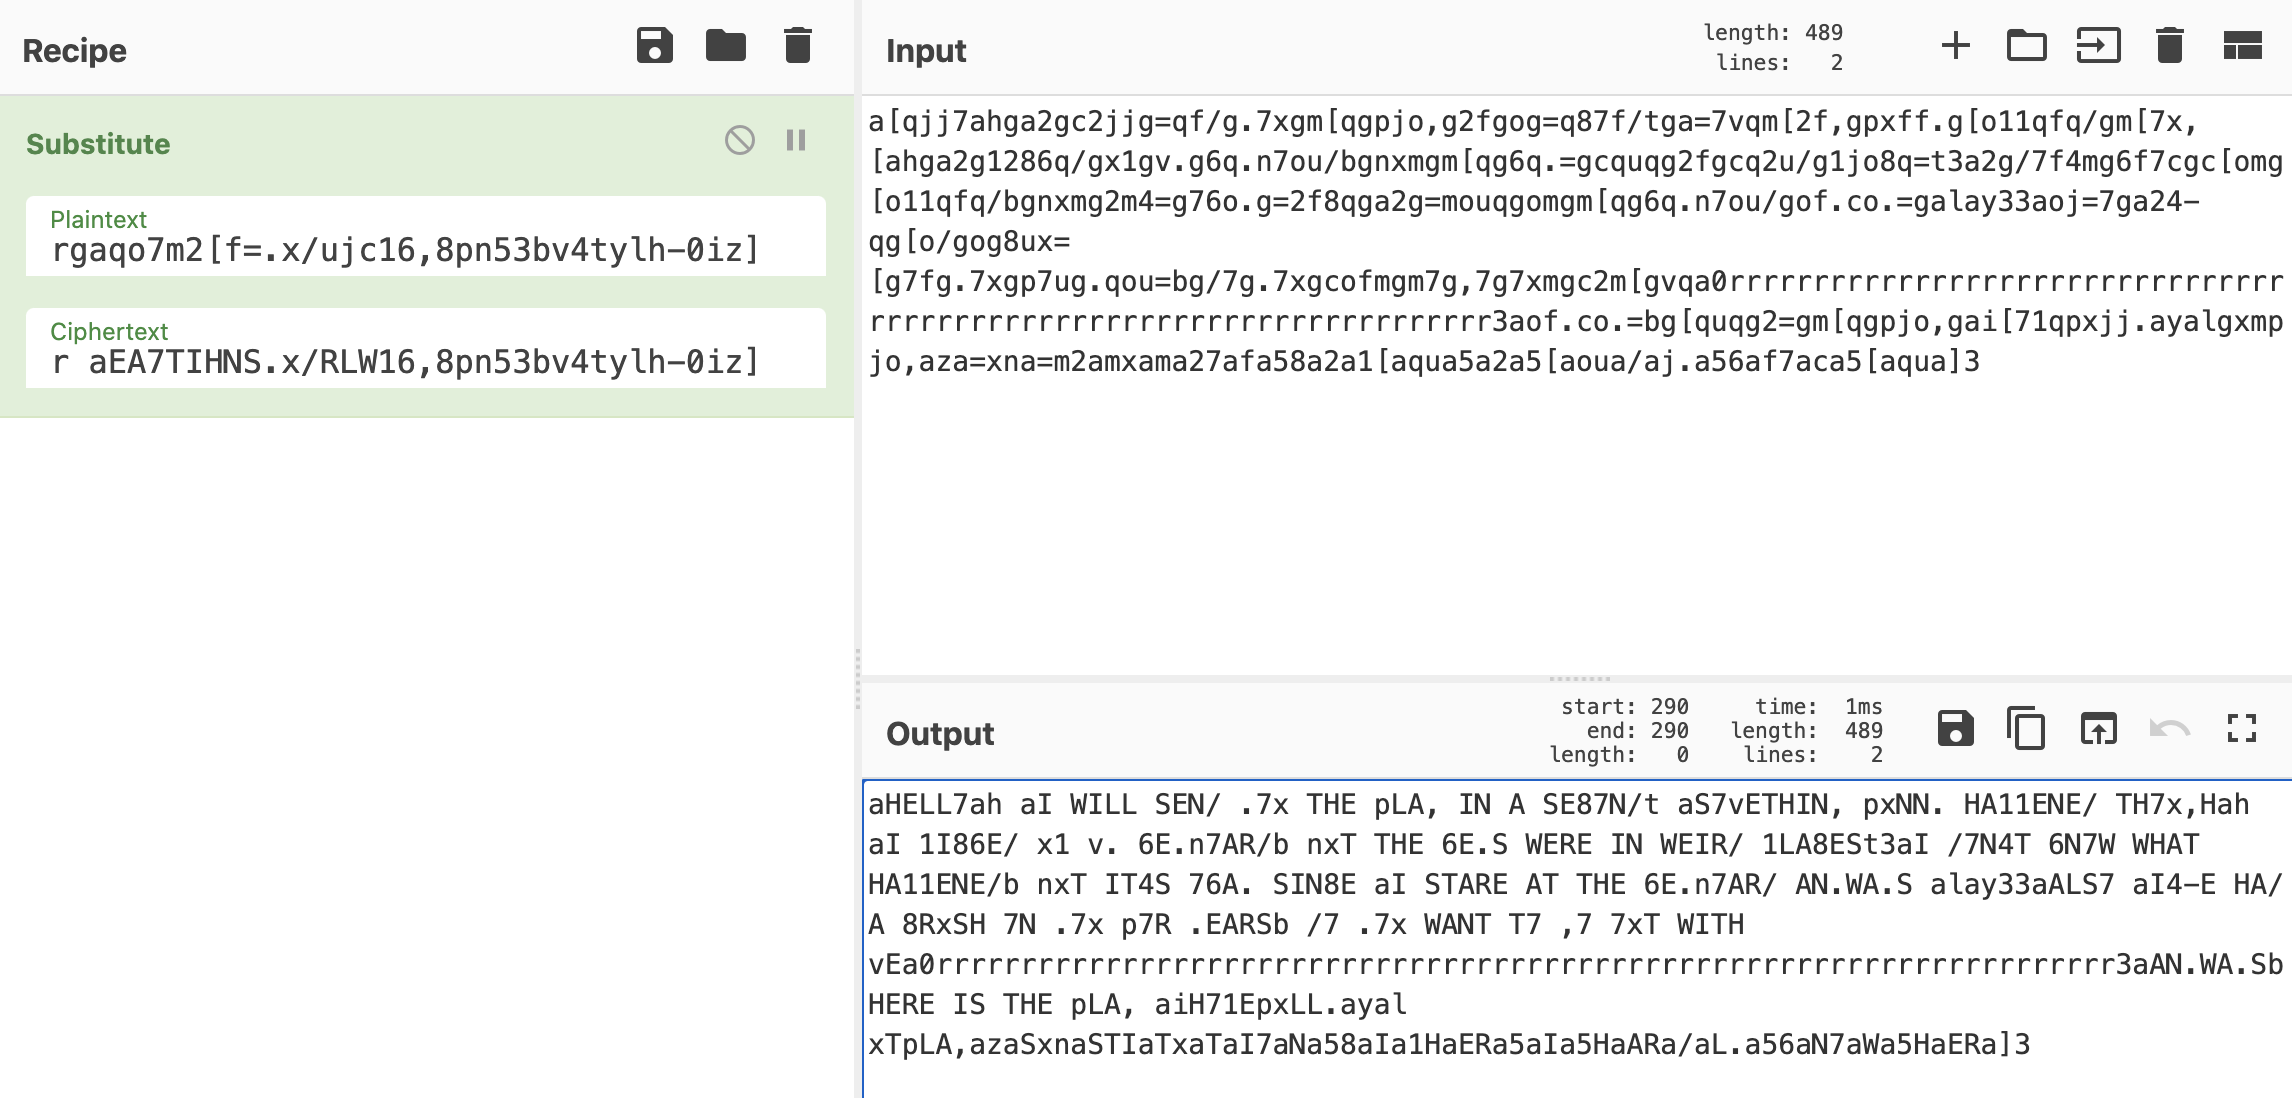 Recipe
Substitute
Plaintext
rgaqo7m2[f=.x/ujc16,8pn53bv4tylh-0iz]
Ciphertext
r aEA7TIHNS.x/RLW16,8pn53bv4tylh-0iz]
Input
length: 489
lines: 2
a[qjj7ahga2gc2jjg=qf/g.7xgm[qgpjo,g2fgog=q87f/tga=7vqm[2f,gpxff.g[o11qfq/gm[7x,
[ahga2g1286q/gx1gv.g6q.n7ou/bgnxmgm[qg6q.=gcquqg2fgcq2u/g1jo8q=t3a2g/7f4mg6f7cgc[omg
[o11qfq/bgnxmg2m4=g76o.g=2f8qga2g=mouqgomgm[qg6q.n7ou/gof.co.=galay33aoj=7ga24-
qg[o/gog8ux=
[g7fg.7xgp7ug.qou=bg/7g.7xgcofmgm7g,7g7xmgc2m[gvqa0rrrrrrrrrrrrrrrrrrrrrrrrrrrrrrrrr
rrrrrrrrrrrrrrrrrrrrrrrrrrrrrrrrrrrrr3aof.co.=bg[quqg2=gm[qgpjo,gai[71qpxjj.ayalgxmp
jo,aza=xna=m2amxama27afa58a2a1[aqua5a2a5[aoua/aj.a56af7aca5[aqua]3
Output
start: 290
end: 290
length: 0
time: 1ms
length: 489
lines: 2
aHELL7ah aI WILL SEN/ .7x THE pLA, IN A SE87N/t aS7vETHIN, pxNN. HA11ENE/ TH7x,Hah
aI 1I86E/ x1 v. 6E.n7AR/b nxT THE 6E.S WERE IN WEIR/ 1LA8ESt3aI /7N4T 6N7W WHAT
HA11ENE/b nxT IT4S 76A. SIN8E aI STARE AT THE 6E.n7AR/ AN.WA.S alay33aALS7 aI4-E HA/
A 8RxSH 7N .7x p7R .EARSb /7 .7x WANT T7 ,7 7xT WITH
vEa0rrrrrrrrrrrrrrrrrrrrrrrrrrrrrrrrrrrrrrrrrrrrrrrrrrrrrrrrrrrrrrrrrrrrrr3aAN.WA.Sb
HERE IS THE pLA, aiH71EpxLL.ayal
xTpLA,azaSxnaSTIaTxaTaI7aNa58aIa1HaERa5aIa5HaARa/aL.a56aN7aWa5HaERa]3